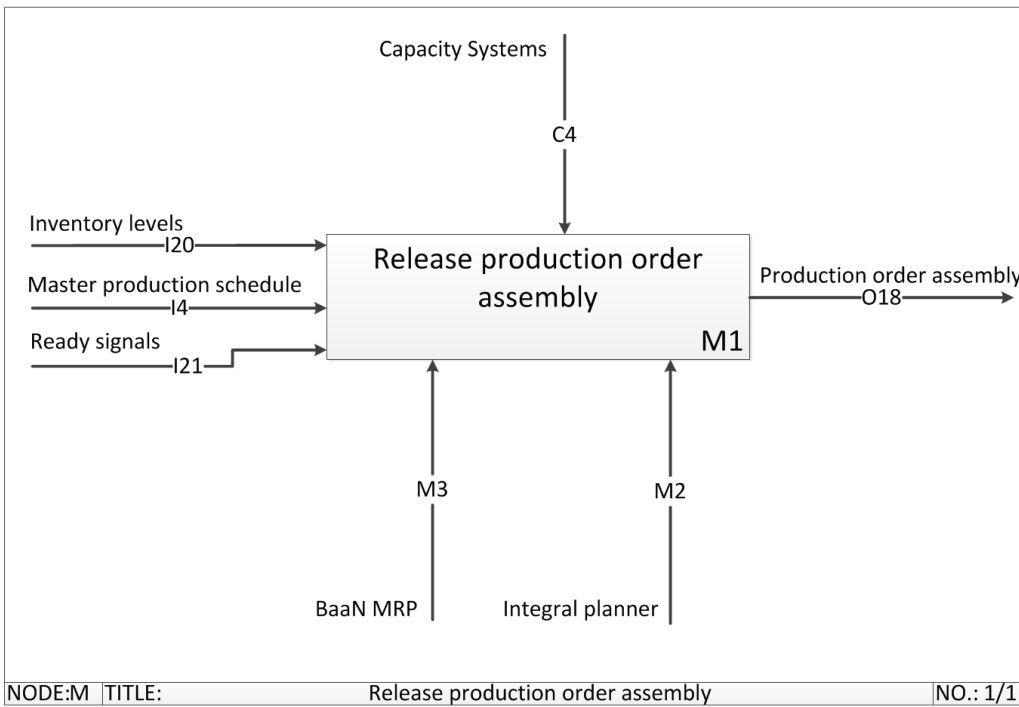 Capacity Systems
C4
Inventory levels
I20
Master production schedule
I4
Ready signals
I21
Release production order
assembly
M1
Production order assembly
O18
M3
M2
BaaN MRP
Integral planner
NODE:M TITLE: Release production order assembly NO.: 1/1